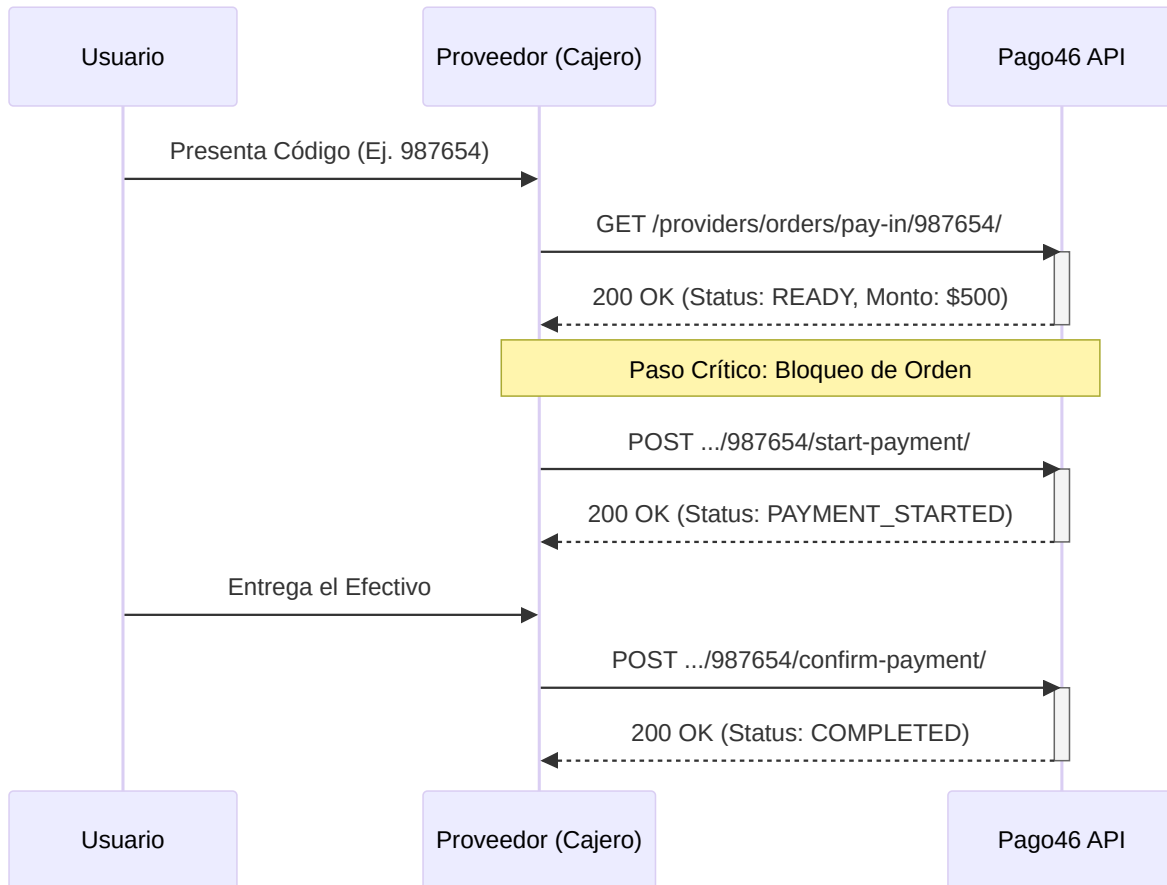 Usuario
Proveedor (Cajero)
Pago46 API
Presenta Código (Ej. 987654)
GET /providers/orders/pay-in/987654/
200 OK (Status: READY, Monto: $500)
Paso Crítico: Bloqueo de Orden
POST .../987654/start-payment/
200 OK (Status: PAYMENT_STARTED)
Entrega el Efectivo
POST .../987654/confirm-payment/
200 OK (Status: COMPLETED)
Usuario
Proveedor (Cajero)
Pago46 API